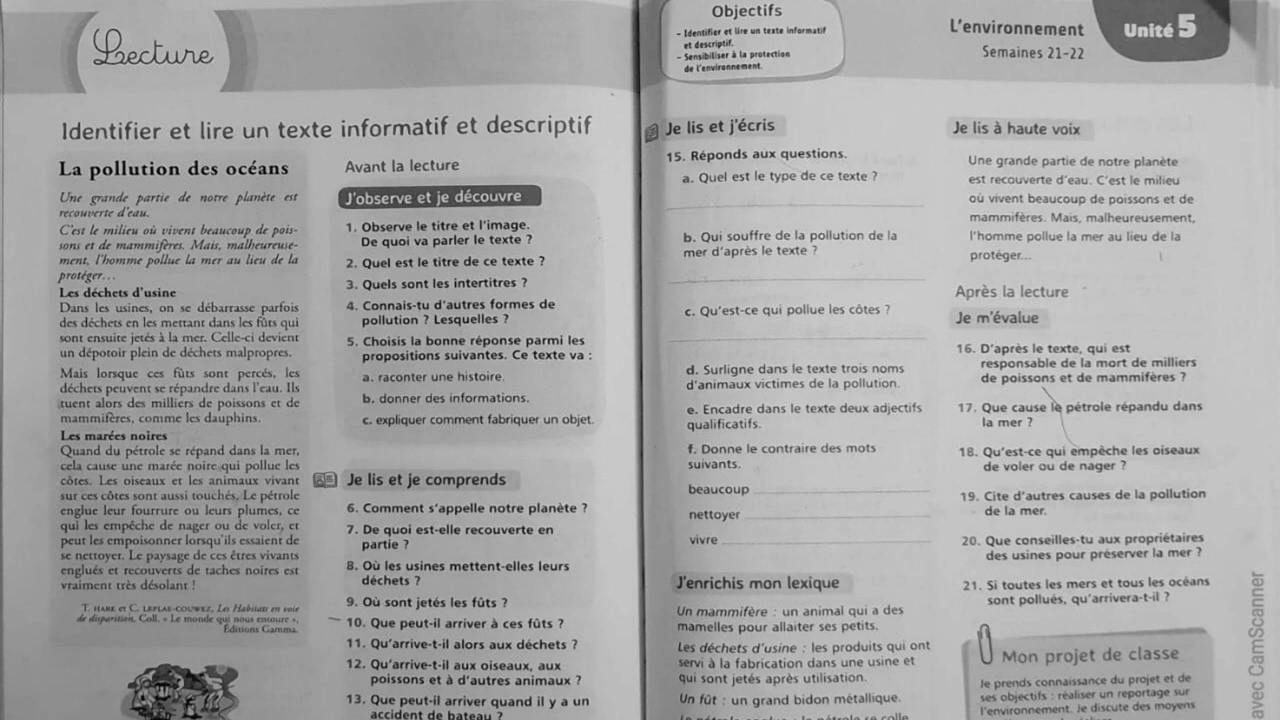 Lecture
Identifier et lire un texte informatif et descriptif
La pollution des océans
Une grande partie de notre planète est
recouverte d'eau.
C'est le milieu où vivent beaucoup de pois-
sons et de mammifères. Mais, malheureuse-
ment, l'homme pollue la mer au lieu de la
protéger...
Les déchets d'usine
Dans les usines, on se débarrasse parfois
des déchets en les mettant dans les fûts qui
sont ensuite jetés à la mer. Celle-ci devient
un dépotoir plein de déchets malpropres.
Mais lorsque ces fûts sont percés, les
déchets peuvent se répandre dans l'eau. Ils
tuent alors des milliers de poissons et de
mammifères, comme les dauphins.
Les marées noires
Quand du pétrole se répand dans la mer,
cela cause une marée noire qui pollue les
côtes. Les oiseaux et les animaux vivant
sur ces côtes sont aussi touchés. Le pétrole
englue leur fourrure ou leurs plumes, ce
qui les empêche de nager ou de voler, et
peut les empoisonner lorsqu'ils essaient de
se nettoyer. Le paysage de ces êtres vivants
englués et recouverts de taches noires est
vraiment très désolant !
T. HARE et C. LEPLAE-COUWEZ, Les Habitats en voie
de disparition, Coll. « Le monde qui nous entoure »,
Éditions Gamma.
Avant la lecture
J'observe et je découvre
1. Observe le titre et l'image.
De quoi va parler le texte ?
2. Quel est le titre de ce texte ?
3. Quels sont les intertitres ?
4. Connais-tu d'autres formes de
pollution ? Lesquelles ?
5. Choisis la bonne réponse parmi les
propositions suivantes. Ce texte va :
a. raconter une histoire.
b. donner des informations.
c. expliquer comment fabriquer un objet.
Je lis et je comprends
6. Comment s'appelle notre planète ?
7. De quoi est-elle recouverte en
partie ?
8. Où les usines mettent-elles leurs
déchets ?
9. Où sont jetés les fûts ?
10. Que peut-il arriver à ces fûts ?
11. Qu'arrive-t-il alors aux déchets ?
12. Qu'arrive-t-il aux oiseaux, aux
poissons et à d'autres animaux ?
13. Que peut-il arriver quand il y a un
accident de bateau ?
Objectifs
- Identifier et lire un texte informatif
et descriptif.
- Sensibiliser à la protection
de l'environnement.
L'environnement
Semaines 21-22
Unité 5
Je lis et j'écris
15. Réponds aux questions.
a. Quel est le type de ce texte ?
b. Qui souffre de la pollution de la
mer d'après le texte ?
c. Qu'est-ce qui pollue les côtes ?
d. Surligne dans le texte trois noms
d'animaux victimes de la pollution.
e. Encadre dans le texte deux adjectifs
qualificatifs.
f. Donne le contraire des mots
suivants.
beaucoup
nettoyer
vivre
J'enrichis mon lexique
Un mammifère : un animal qui a des
mamelles pour allaiter ses petits.
Les déchets d'usine : les produits qui ont
servi à la fabrication dans une usine et
qui sont jetés après utilisation.
Un fût : un grand bidon métallique.
Je lis à haute voix
Une grande partie de notre planète
est recouverte d'eau. C'est le milieu
où vivent beaucoup de poissons et de
mammifères. Mais, malheureusement,
l'homme pollue la mer au lieu de la
protéger...
Après la lecture
Je m'évalue
16. D'après le texte, qui est
responsable de la mort de milliers
de poissons et de mammifères ?
17. Que cause le pétrole répandu dans
la mer ?
18. Qu'est-ce qui empêche les oiseaux
de voler ou de nager ?
19. Cite d'autres causes de la pollution
de la mer.
20. Que conseilles-tu aux propriétaires
des usines pour préserver la mer ?
21. Si toutes les mers et tous les océans
sont pollués, qu'arrivera-t-il ?
Mon projet de classe
Je prends connaissance du projet et de
ses objectifs : réaliser un reportage sur
l'environnement. Je discute des moyens
avec CamScanner